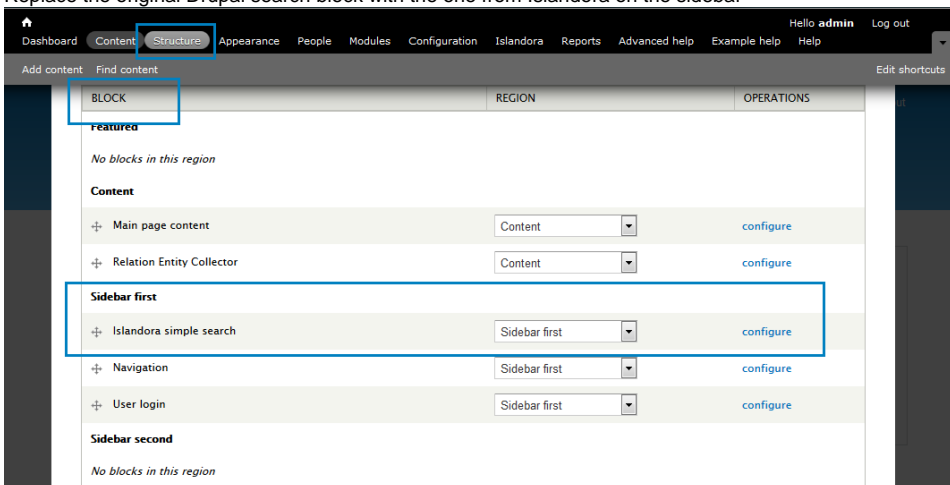 Replace the original Drupal search block with the one from Islandora on the sidebar
Hello admin Log out
Dashboard Content Structure Appearance People Modules Configuration Islandora Reports Advanced help Example help Help
Add content Find content Edit shortcuts
BLOCK REGION OPERATIONS
ut
Featured
No blocks in this region
Content
Main page content Content configure
Relation Entity Collector Content configure
Sidebar first
Islandora simple search Sidebar first configure
Navigation Sidebar first configure
User login Sidebar first configure
Sidebar second
No blocks in this region